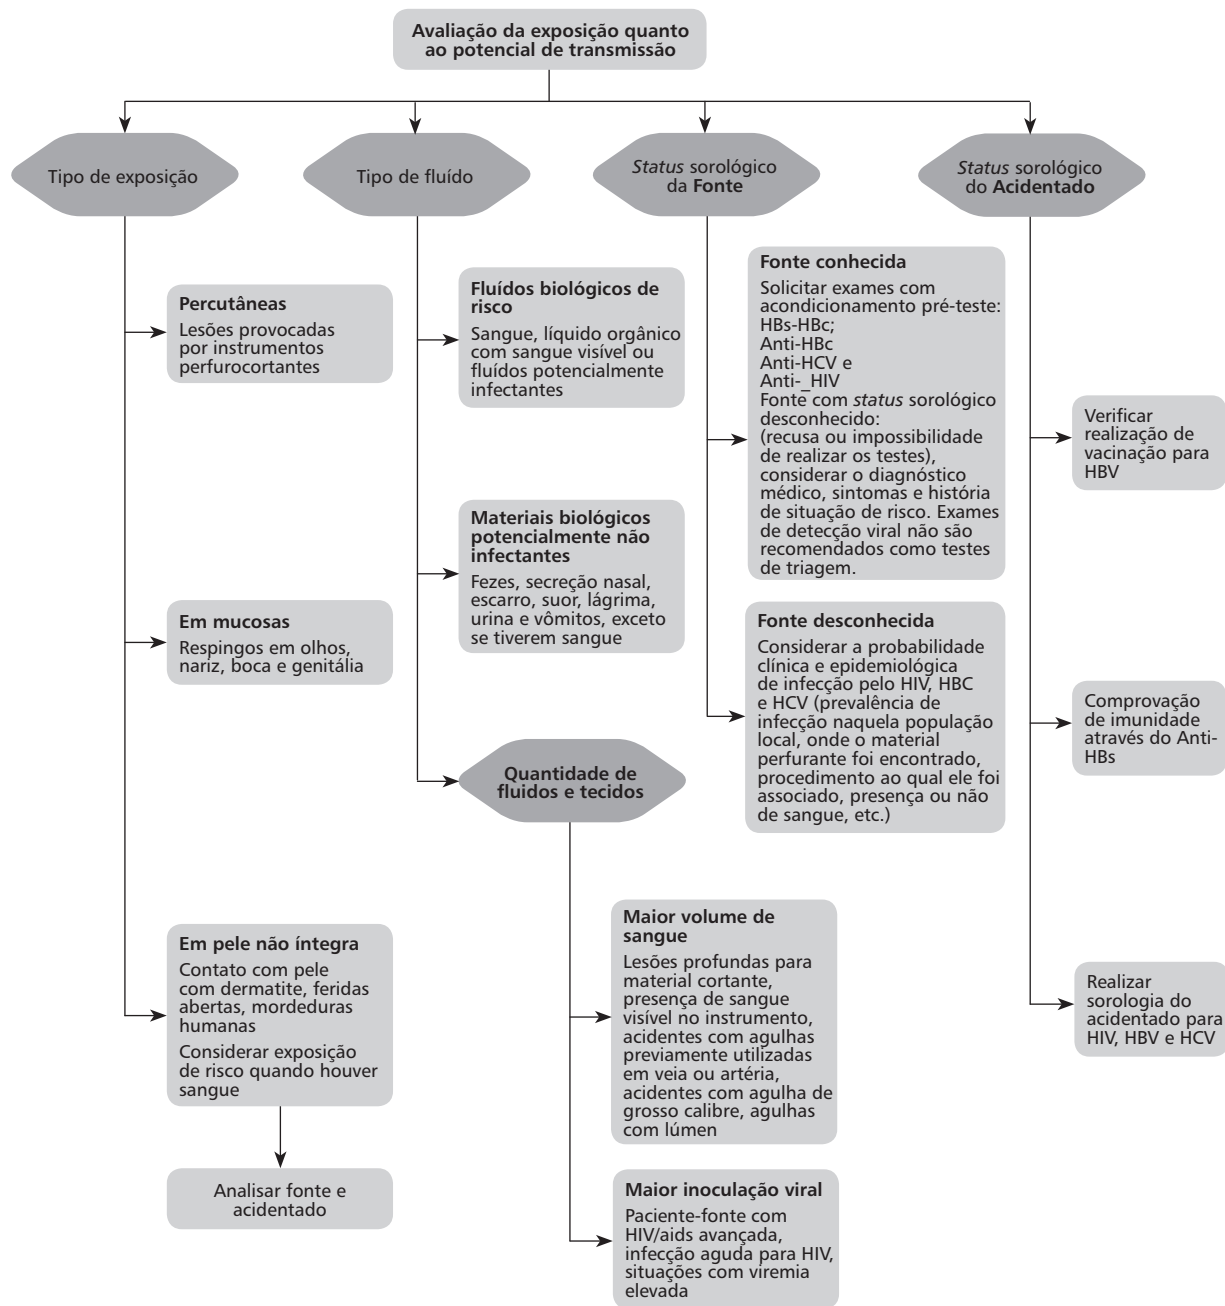 Avaliação da exposição quanto
ao potencial de transmissão
Tipo de exposição
Percutâneas
Lesões provocadas
por instrumentos
perfurocortantes
Em mucosas
Respingos em olhos,
nariz, boca e genitália
Em pele não íntegra
Contato com pele
com dermatite, feridas
abertas, mordeduras
humanas
Considerar exposição
de risco quando houver
sangue
Analisar fonte e
acidentado
Tipo de fluído
Fluídos biológicos de
risco
Sangue, líquido orgânico
com sangue visível ou
fluídos potencialmente
infectantes
Materiais biológicos
potencialmente não
infectantes
Fezes, secreção nasal,
escarro, suor, lágrima,
urina e vômitos, exceto
se tiverem sangue
Quantidade de
fluidos e tecidos
Maior volume de
sangue
Lesões profundas para
material cortante,
presença de sangue
visível no instrumento,
acidentes com agulhas
previamente utilizadas
em veia ou artéria,
acidentes com agulha de
grosso calibre, agulhas
com lúmen
Maior inoculação viral
Paciente-fonte com
HIV/aids avançada,
infecção aguda para HIV,
situações com viremia
elevada
Status sorológico
da Fonte
Fonte conhecida
Solicitar exames com
acondicionamento pré-teste:
HBs-HBc;
Anti-HBc
Anti-HCV e
Anti-_HIV
Fonte com status sorológico
desconhecido:
(recusa ou impossibilidade
de realizar os testes),
considerar o diagnóstico
médico, sintomas e história
de situação de risco. Exames
de detecção viral não são
recomendados como testes
de triagem.
Fonte desconhecida
Considerar a probabilidade
clínica e epidemiológica
de infecção pelo HIV, HBC
e HCV (prevalência de
infecção naquela população
local, onde o material
perfurante foi encontrado,
procedimento ao qual ele foi
associado, presença ou não
de sangue, etc.)
Status sorológico
do Acidentado
Verificar
realização de
vacinação para
HBV
Comprovação
de imunidade
através do Anti-
HBs
Realizar
sorologia do
acidentado para
HIV, HBV e HCV